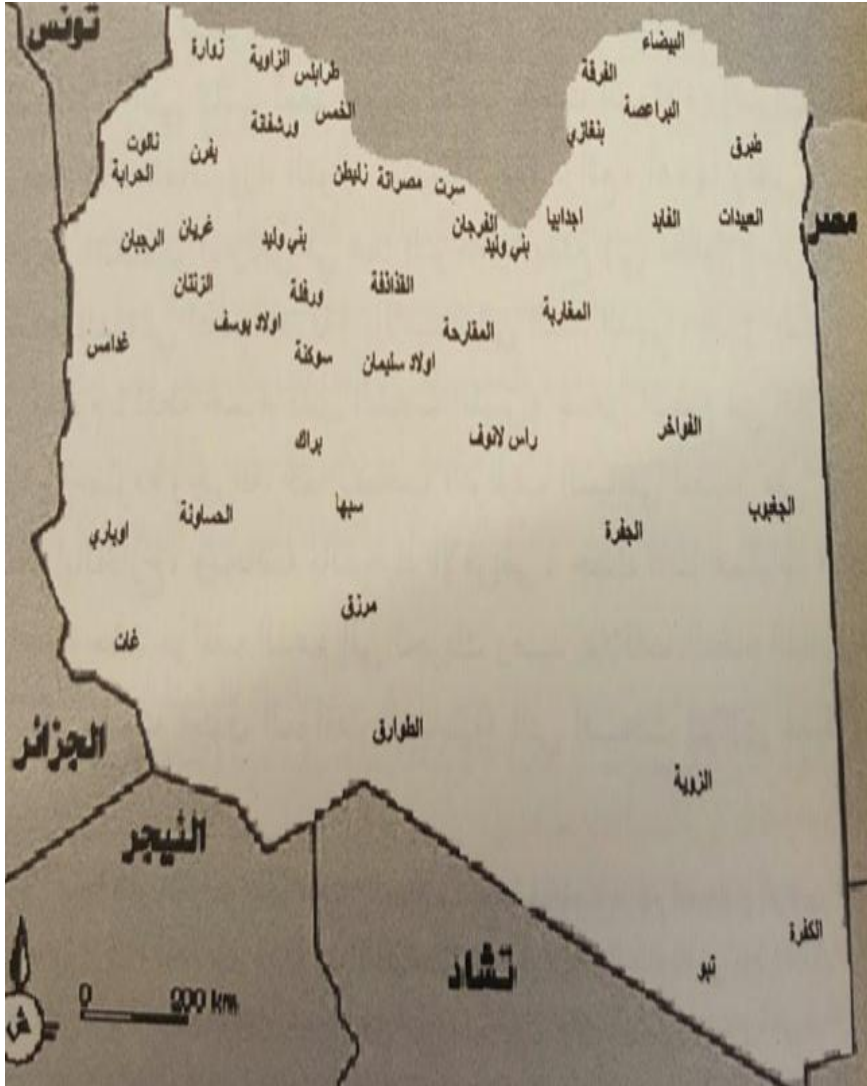 تونس
البيضاء
زوارة
الزاوية
طرابلس
الفرقة
الخمس
ورشفانة
البراعصة
بنغازي
طبرق
نالوت
الحرابة
يفرن
زليطن
مصراتة
سرت
العبيدات
القايد
اجدابيا
الفرجان
بني وليد
مصر
الرجبان
غريان
بني وليد
الزنتان
ورفلة
القذاذفة
المغاربة
اولاد يوسف
المقارحة
غدامس
سوكنة
اولاد سليمان
براك
راس لانوف
الفواخر
اوباري
الحساونة
سبها
الجفرة
الجغبوب
مرزق
غات
الطوارق
الجزائر
الزوية
النيجر
الكفرة
تشاد
تبو
0 200 km
ش